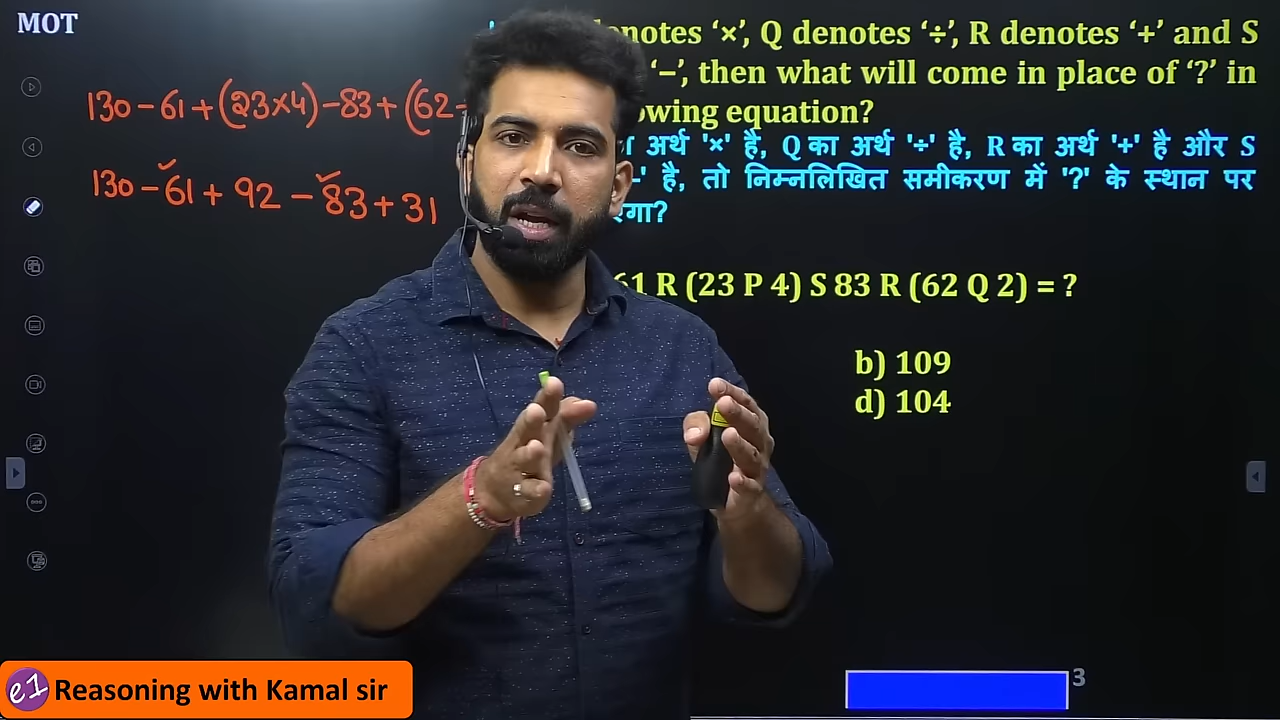 MOT
130 - 61 + (23×4) - 83 + (62
130 - 61 + 92 - 83 + 31
denotes ‘×’, Q denotes ‘÷’, R denotes ‘+’ and S
‘–’, then what will come in place of ‘?’ in
equation?
अर्थ '×' है, Q का अर्थ '÷' है, R का अर्थ '+' है और S
है, तो निम्नलिखित समीकरण में '?' के स्थान पर
61 R (23 P 4) S 83 R (62 Q 2) = ?
b) 109
d) 104
3
e1 Reasoning with Kamal sir